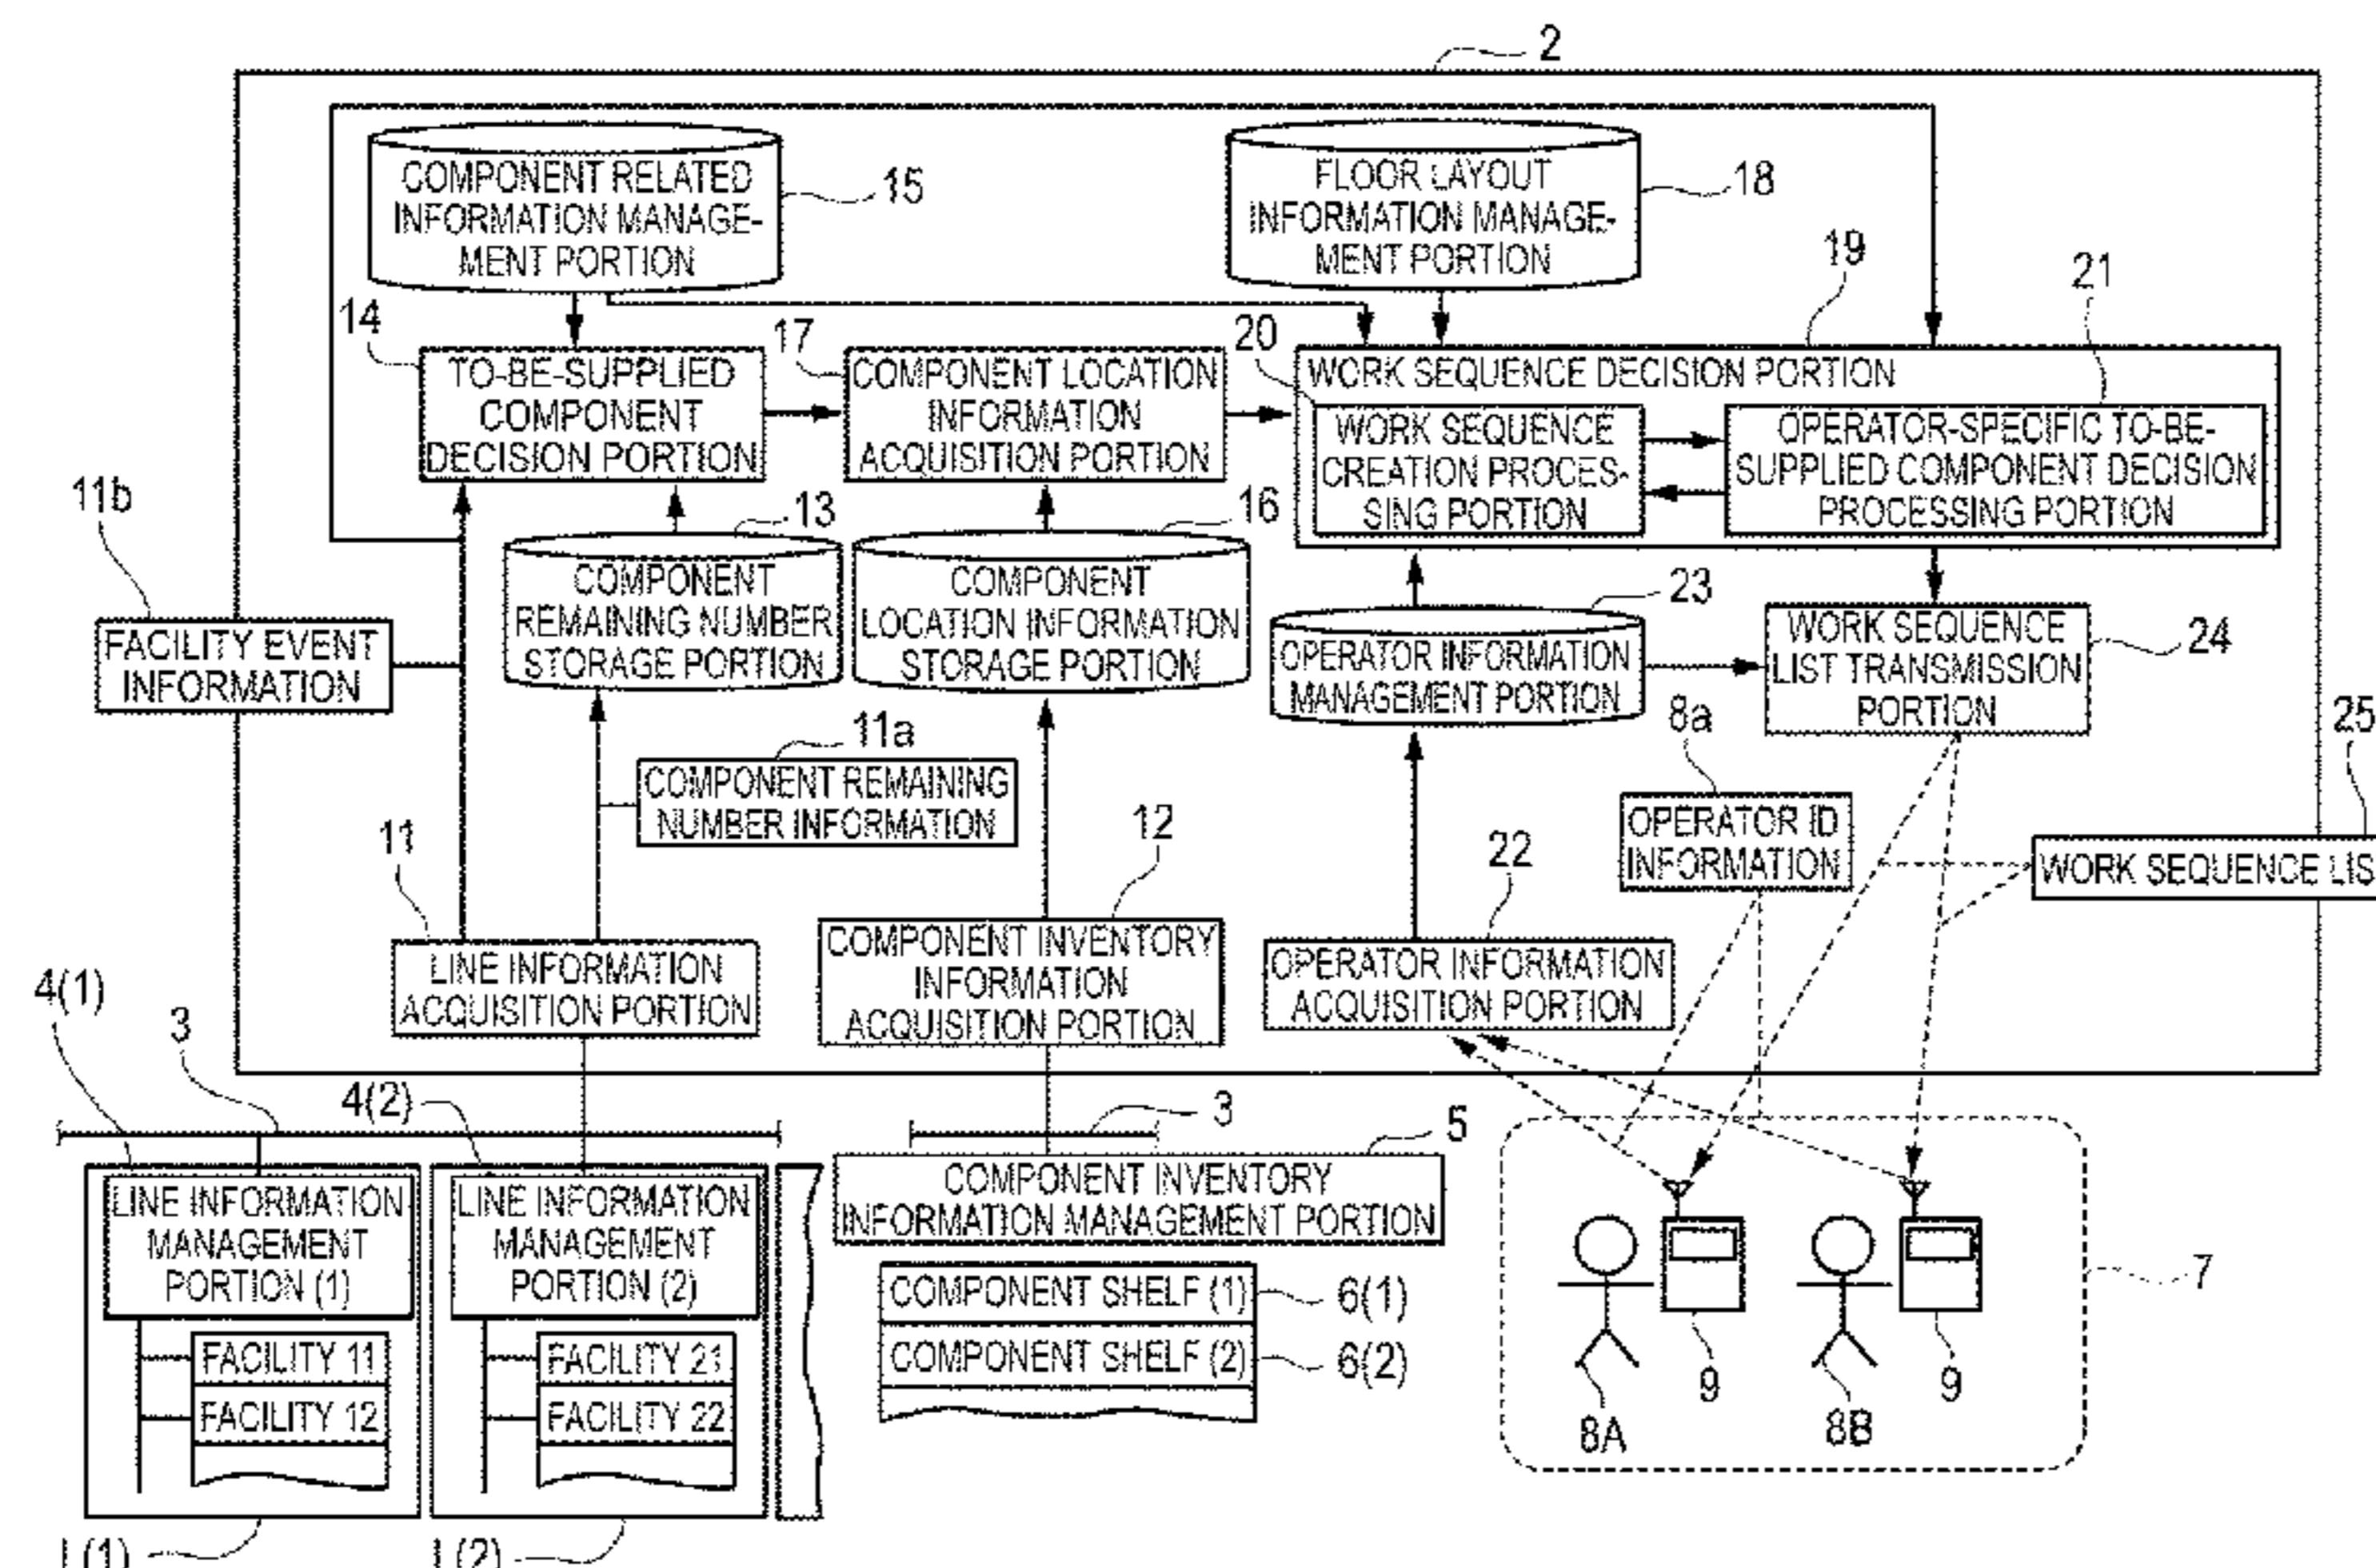 2
COMPONENT RELATED
INFORMATION MANAGE-
MENT PORTION
15
FLOOR LAYOUT
INFORMATION MANAGE-
MENT PORTION
18
19
21
14
17
20
TO-BE-SUPPLIED
COMPONENT
DECISION PORTION
COMPONENT LOCATION
INFORMATION
ACQUISITION PORTION
WORK SEQUENCE DECISION PORTION
WORK SEQUENCE
CREATION PROCES-
SING PORTION
OPERATOR-SPECIFIC TO-BE-
SUPPLIED COMPONENT DECISION
PROCESSING PORTION
11b
FACILITY EVENT
INFORMATION
13
COMPONENT
REMAINING NUMBER
STORAGE PORTION
16
COMPONENT
LOCATION INFORMATION
STORAGE PORTION
23
OPERATOR INFORMATION
MANAGEMENT PORTION
WORK SEQUENCE
LIST TRANSMISSION
PORTION
24
11a
COMPONENT REMAINING
NUMBER INFORMATION
8a
OPERATOR ID
INFORMATION
25
WORK SEQUENCE LIS
11
LINE INFORMATION
ACQUISITION PORTION
12
COMPONENT INVENTORY
INFORMATION
ACQUISITION PORTION
22
OPERATOR INFORMATION
ACQUISITION PORTION
4(1)
3
4(2)
3
5
LINE INFORMATION
MANAGEMENT
PORTION (1)
FACILITY 11
FACILITY 12
LINE INFORMATION
MANAGEMENT
PORTION (2)
FACILITY 21
FACILITY 22
COMPONENT INVENTORY
INFORMATION MANAGEMENT PORTION
COMPONENT SHELF (1)
6(1)
COMPONENT SHELF (2)
6(2)
7
8A
9
8B
9
L(1)
L(2)